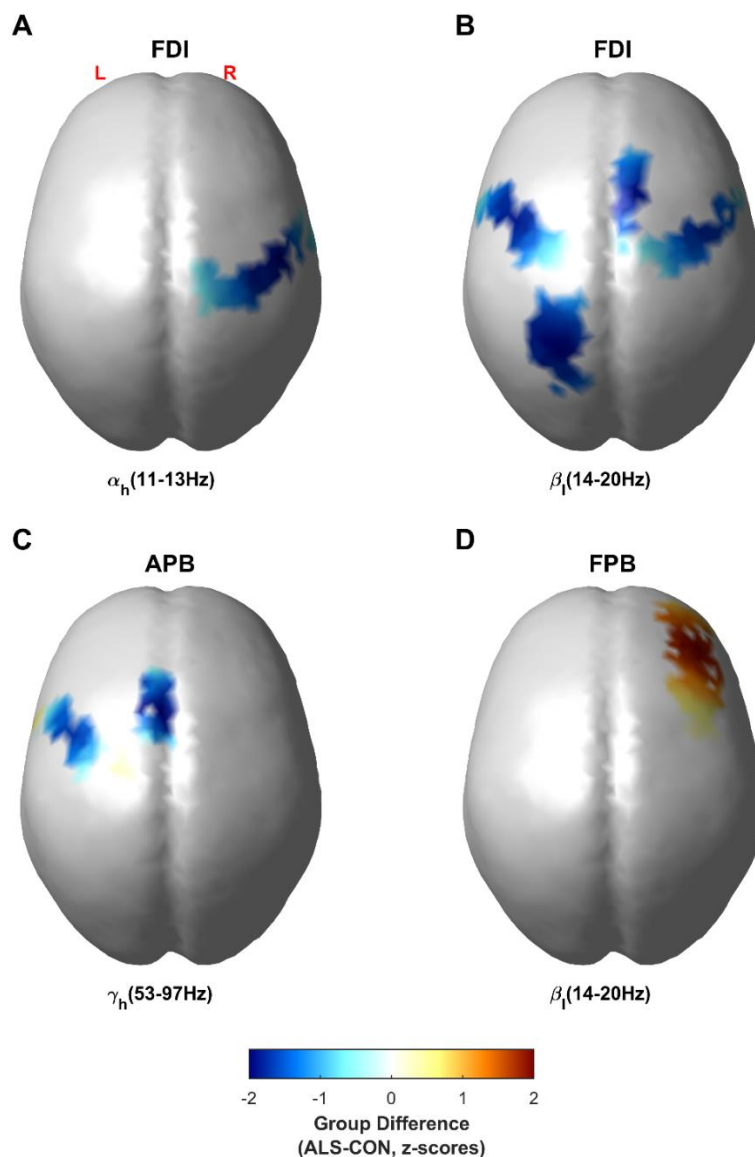 A
B
FDI
FDI
L
R
αh(11-13Hz)
βl(14-20Hz)
C
D
APB
FPB
γh(53-97Hz)
βl(14-20Hz)
-2 -1 0 1 2
Group Difference
(ALS-CON, z-scores)